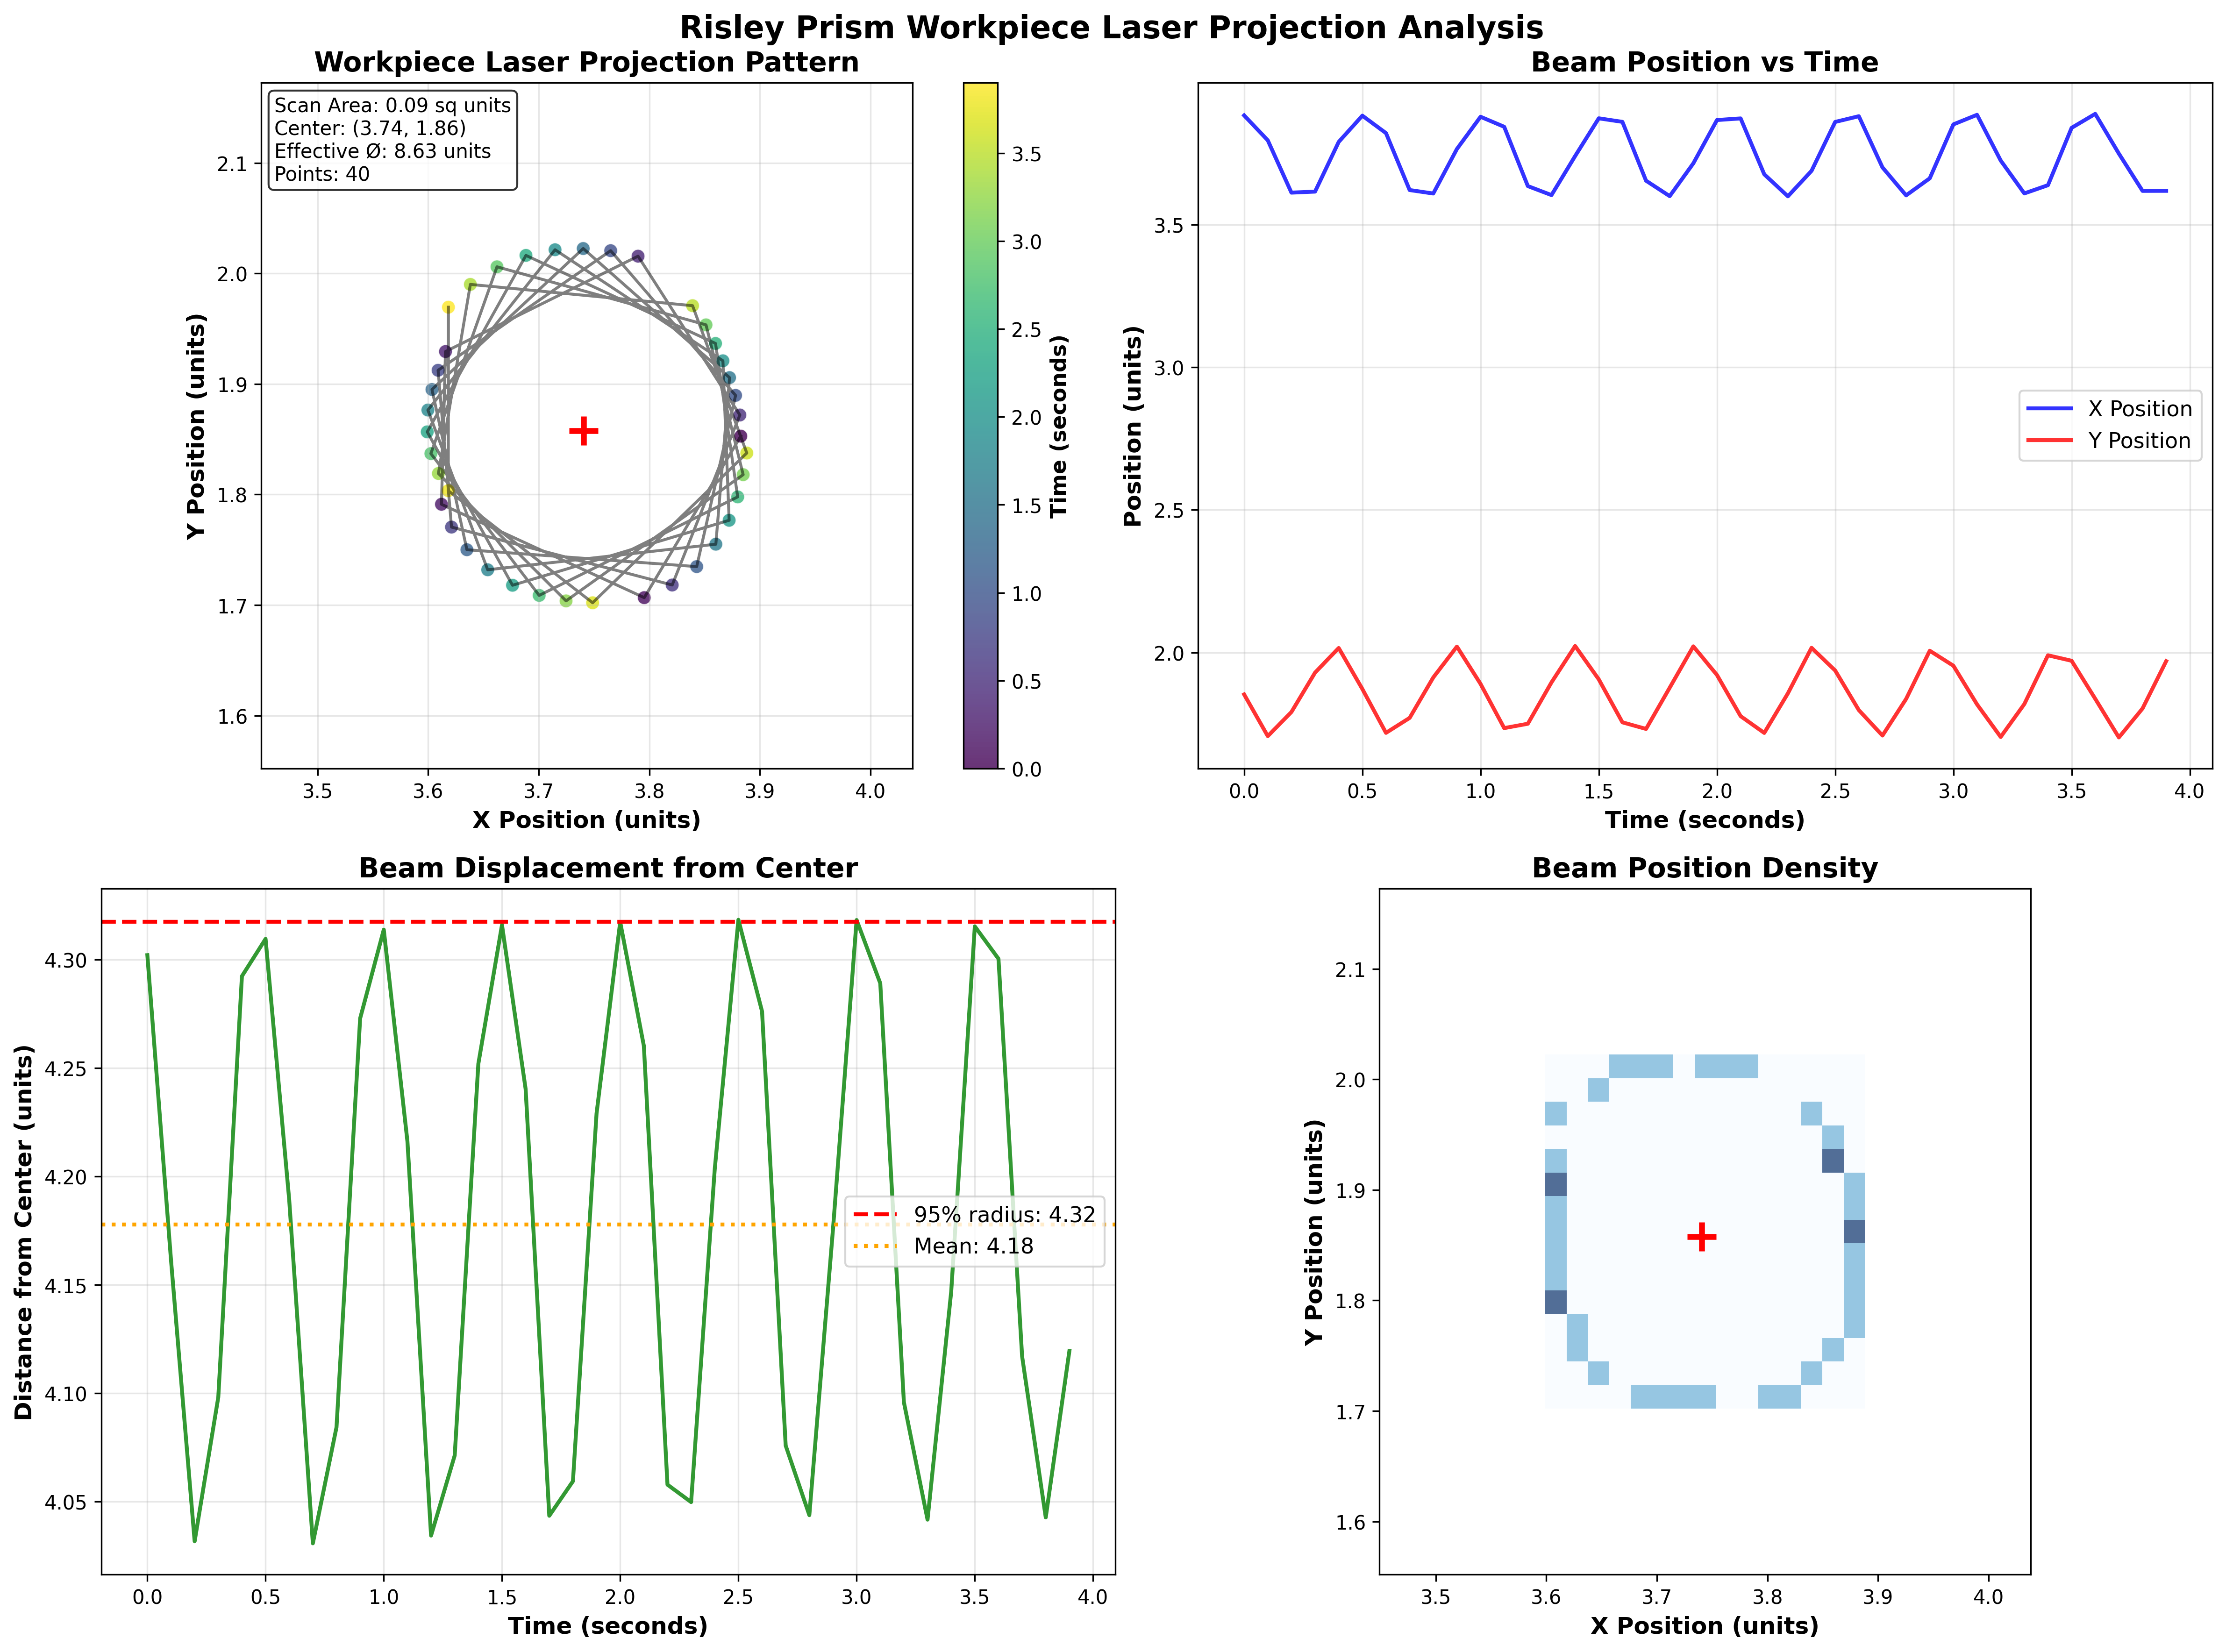 Risley Prism Workpiece Laser Projection Analysis
Workpiece Laser Projection Pattern
Scan Area: 0.09 sq units
Center: (3.74, 1.86)
Effective Ø: 8.63 units
Points: 40
2.1
2.0
1.9
1.8
1.7
1.6
Y Position (units)
3.5
3.6
3.7
3.8
3.9
4.0
X Position (units)
3.5
3.0
2.5
2.0
1.5
1.0
0.5
0.0
Time (seconds)
Beam Position vs Time
3.5
3.0
2.5
2.0
Position (units)
X Position
Y Position
0.0
0.5
1.0
1.5
2.0
2.5
3.0
3.5
4.0
Time (seconds)
Beam Displacement from Center
4.30
4.25
4.20
4.15
4.10
4.05
Distance from Center (units)
95% radius: 4.32
Mean: 4.18
0.0
0.5
1.0
1.5
2.0
2.5
3.0
3.5
4.0
Time (seconds)
Beam Position Density
2.1
2.0
1.9
1.8
1.7
1.6
Y Position (units)
3.5
3.6
3.7
3.8
3.9
4.0
X Position (units)